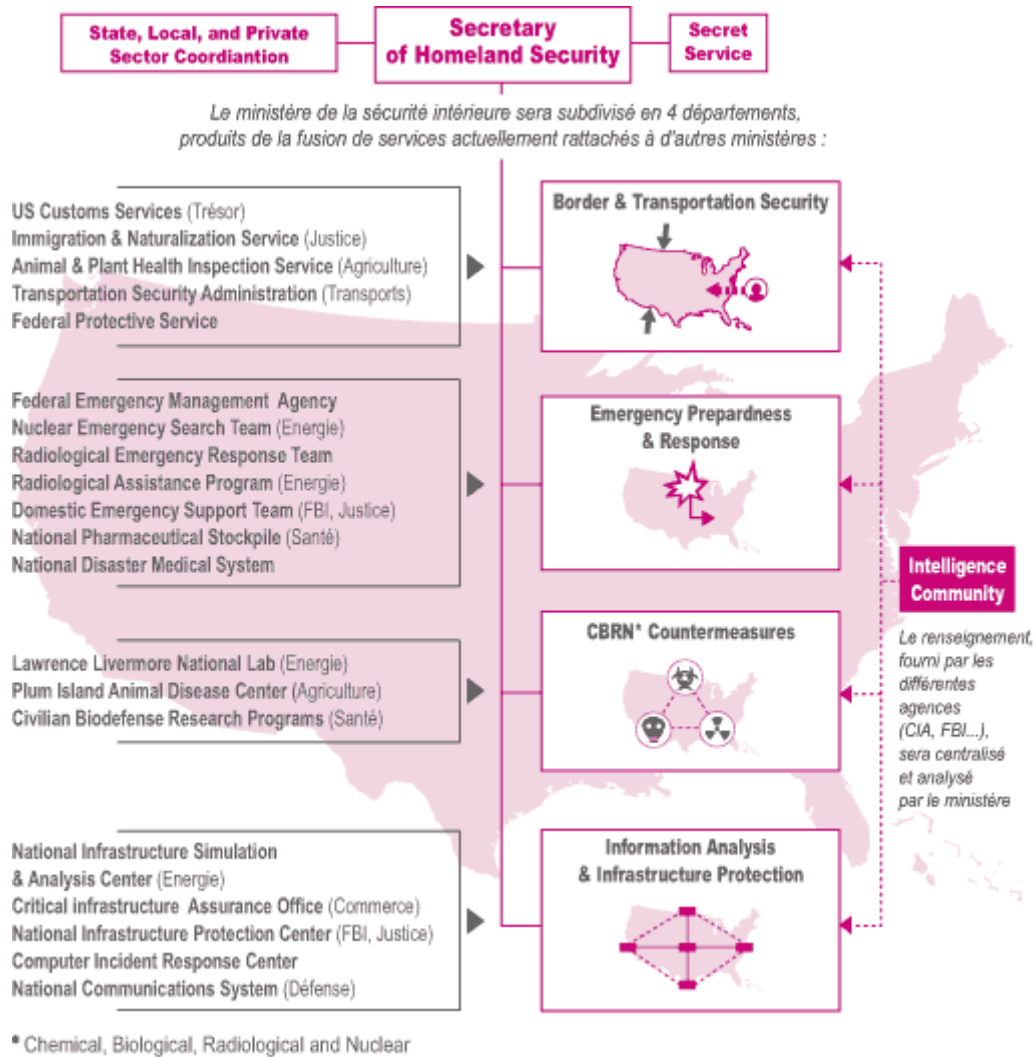 State, Local, and Private
Sector Coordiantion
Secretary
of Homeland Security
Secret
Service
Le ministère de la sécurité intérieure sera subdivisé en 4 départements,
produits de la fusion de services actuellement rattachés à d'autres ministères :
US Customs Services (Trésor)
Immigration & Naturalization Service (Justice)
Animal & Plant Health Inspection Service (Agriculture)
Transportation Security Administration (Transports)
Federal Protective Service
Border & Transportation Security
Federal Emergency Management Agency
Nuclear Emergency Search Team (Energie)
Radiological Emergency Response Team
Radiological Assistance Program (Energie)
Domestic Emergency Support Team (FBI, Justice)
National Pharmaceutical Stockpile (Santé)
National Disaster Medical System
Emergency Prepardness
& Response
Lawrence Livermore National Lab (Energie)
Plum Island Animal Disease Center (Agriculture)
Civilian Biodefense Research Programs (Santé)
CBRN* Countermeasures
National Infrastructure Simulation
& Analysis Center (Energie)
Critical infrastructure Assurance Office (Commerce)
National Infrastructure Protection Center (FBI, Justice)
Computer Incident Response Center
National Communications System (Défense)
Information Analysis
& Infrastructure Protection
Intelligence
Community
Le renseignement,
fourni par les
différentes
agences
(CIA, FBI...),
sera centralisé
et analysé
par le ministère
* Chemical, Biological, Radiological and Nuclear